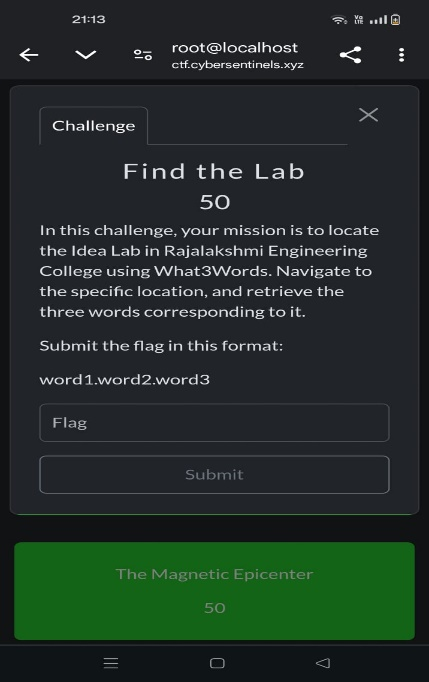 21:13
Vo
LTE
root@localhost
ctf.cybersentinels.xyz
Challenge
Find the Lab
50
In this challenge, your mission is to locate
the Idea Lab in Rajalakshmi Engineering
College using What3Words. Navigate to
the specific location, and retrieve the
three words corresponding to it.
Submit the flag in this format:
word1.word2.word3
Flag
Submit
The Magnetic Epicenter
50